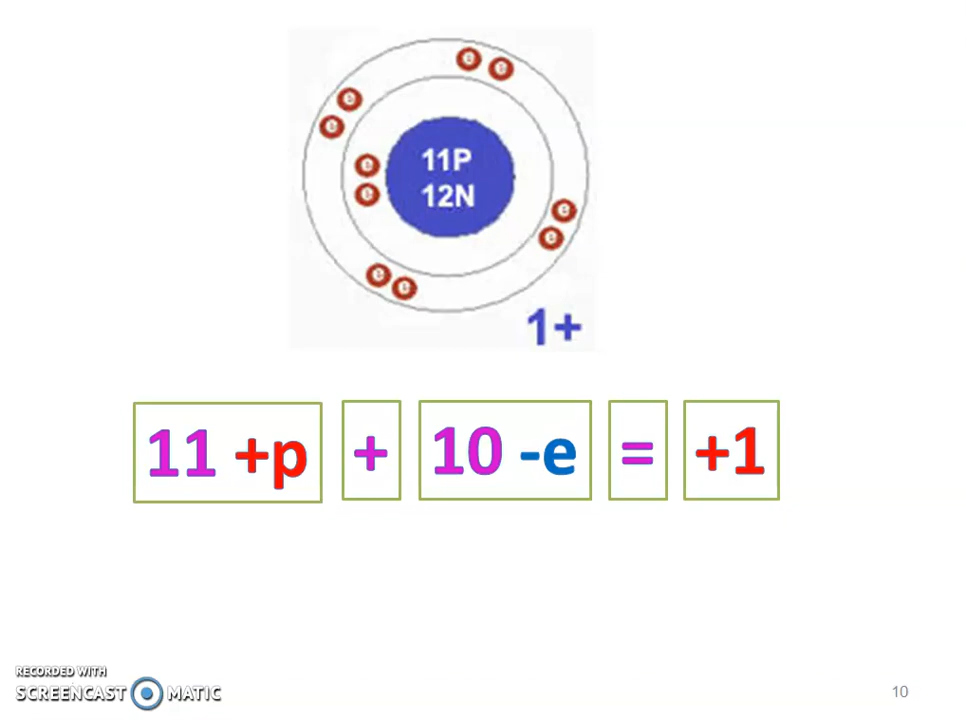 11P
12N
1+
11 +p + 10 -e = +1
RECORDED WITH
SCREENCAST MATIC
10